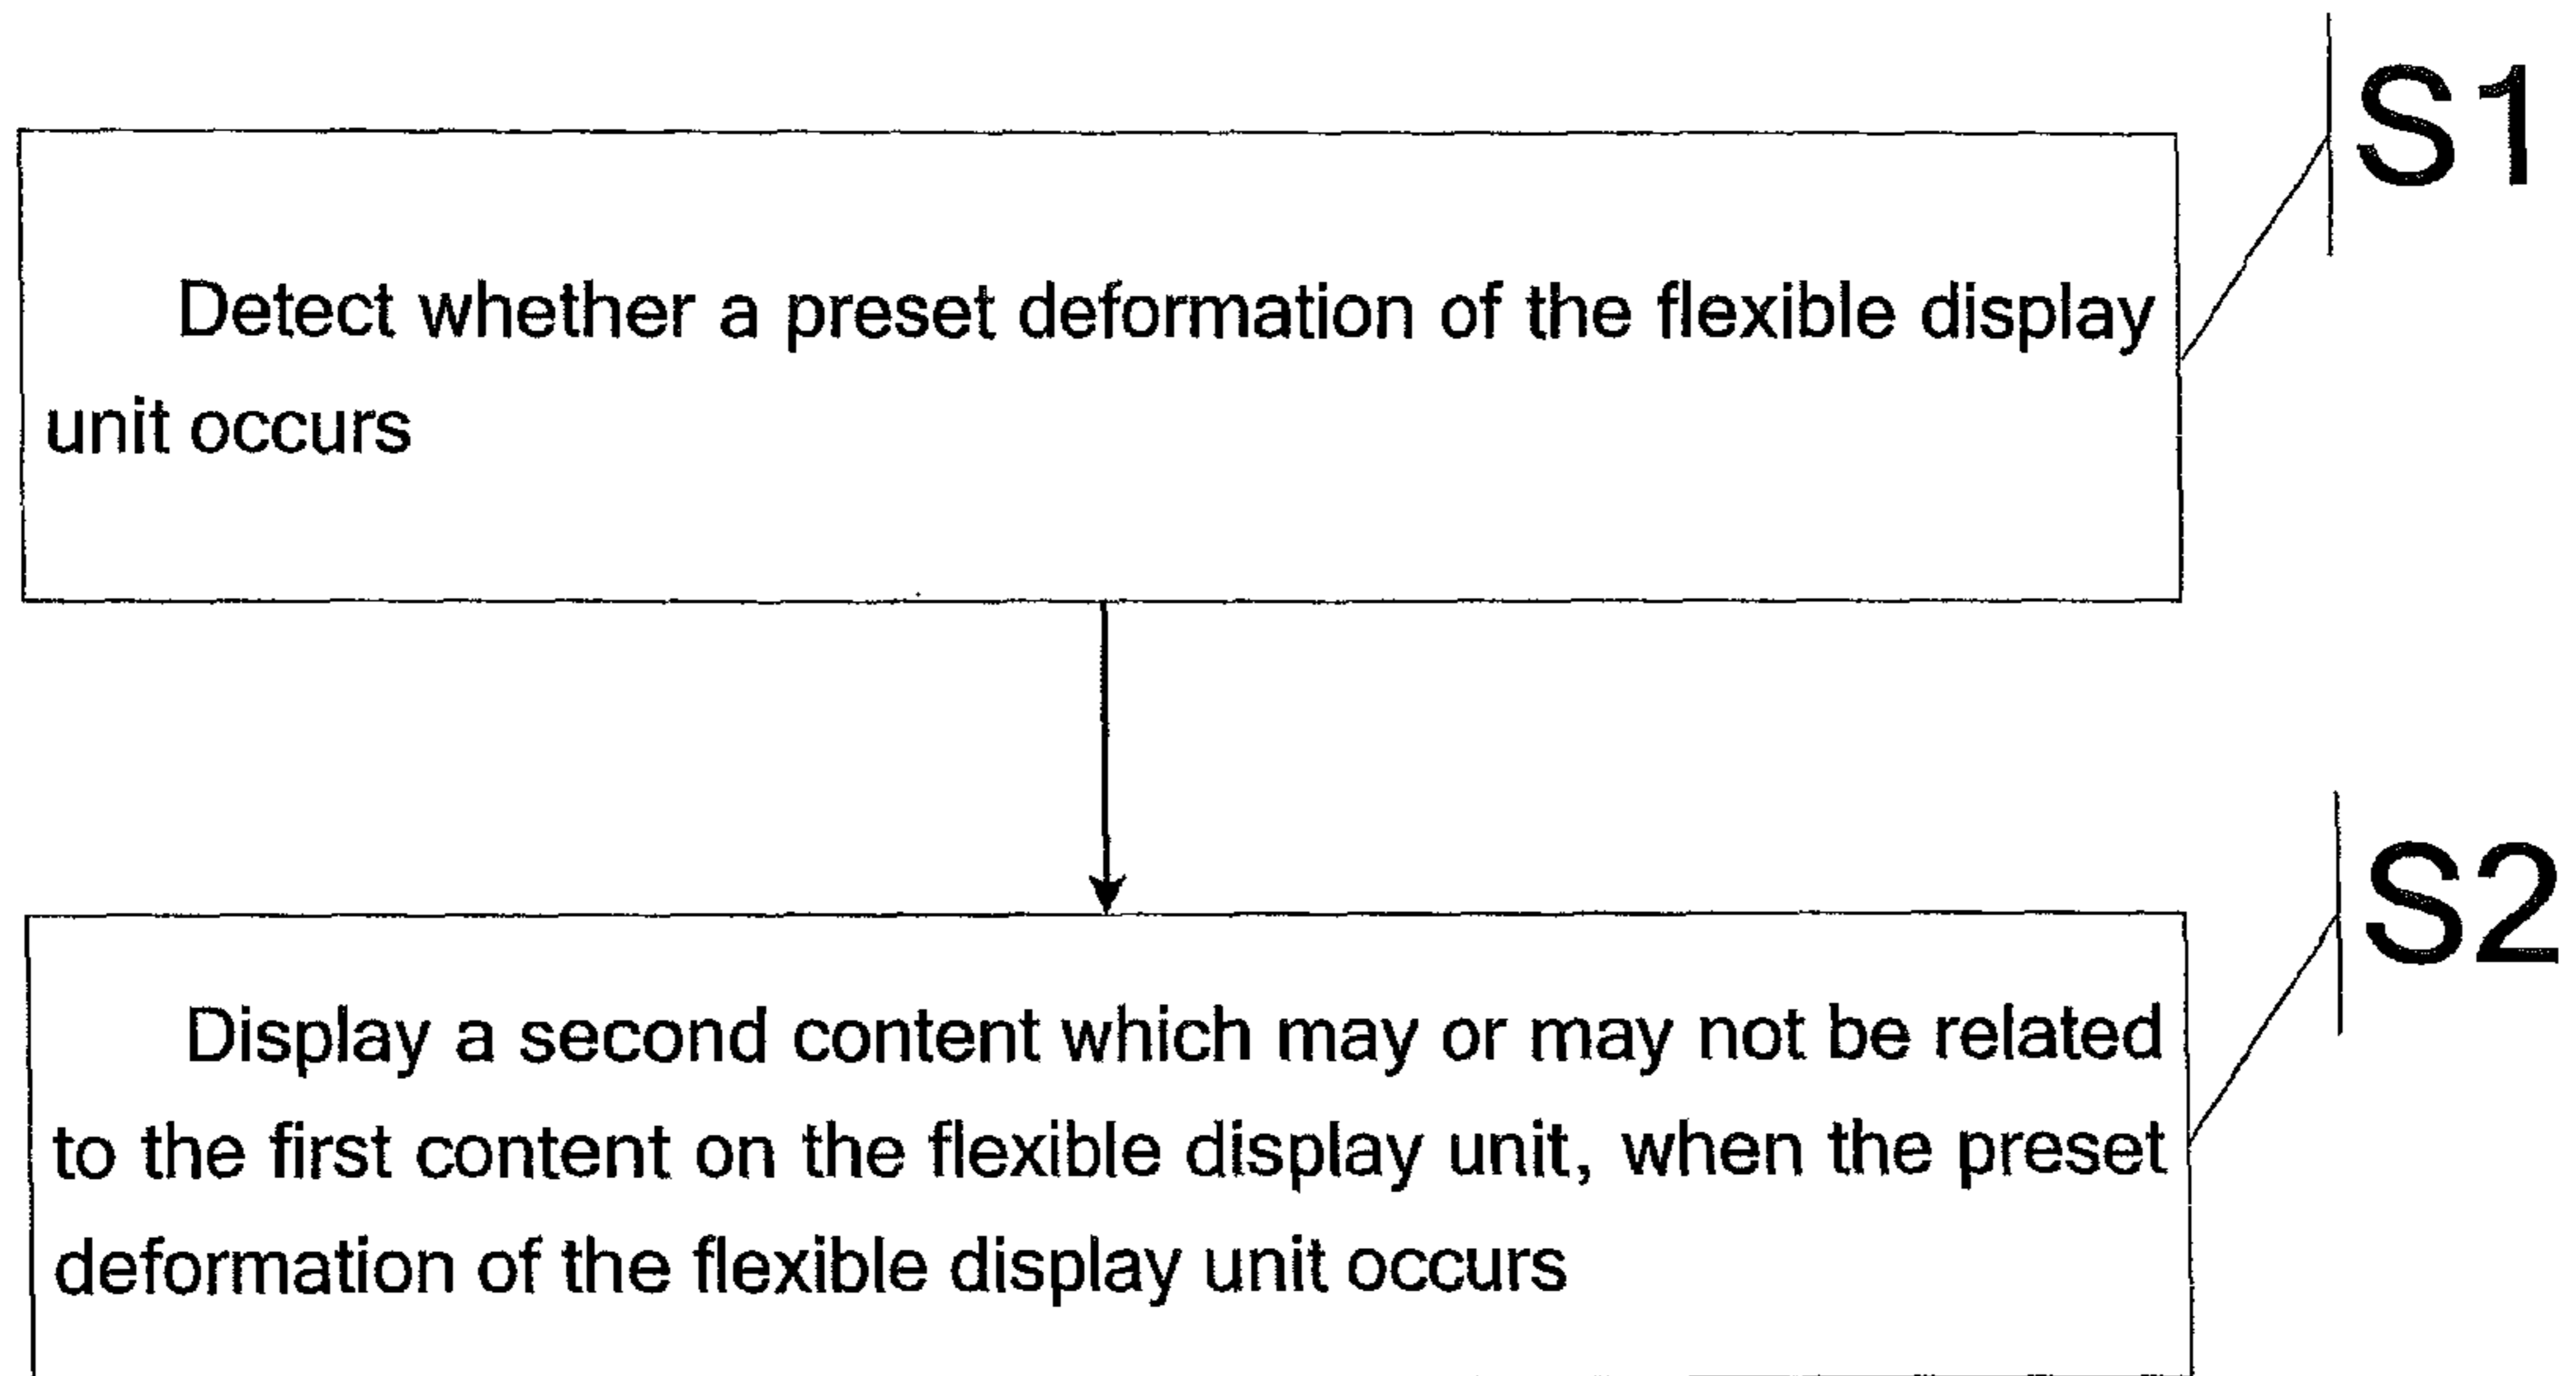 S1
Detect whether a preset deformation of the flexible display
unit occurs
S2
Display a second content which may or may not be related
to the first content on the flexible display unit, when the preset
deformation of the flexible display unit occurs